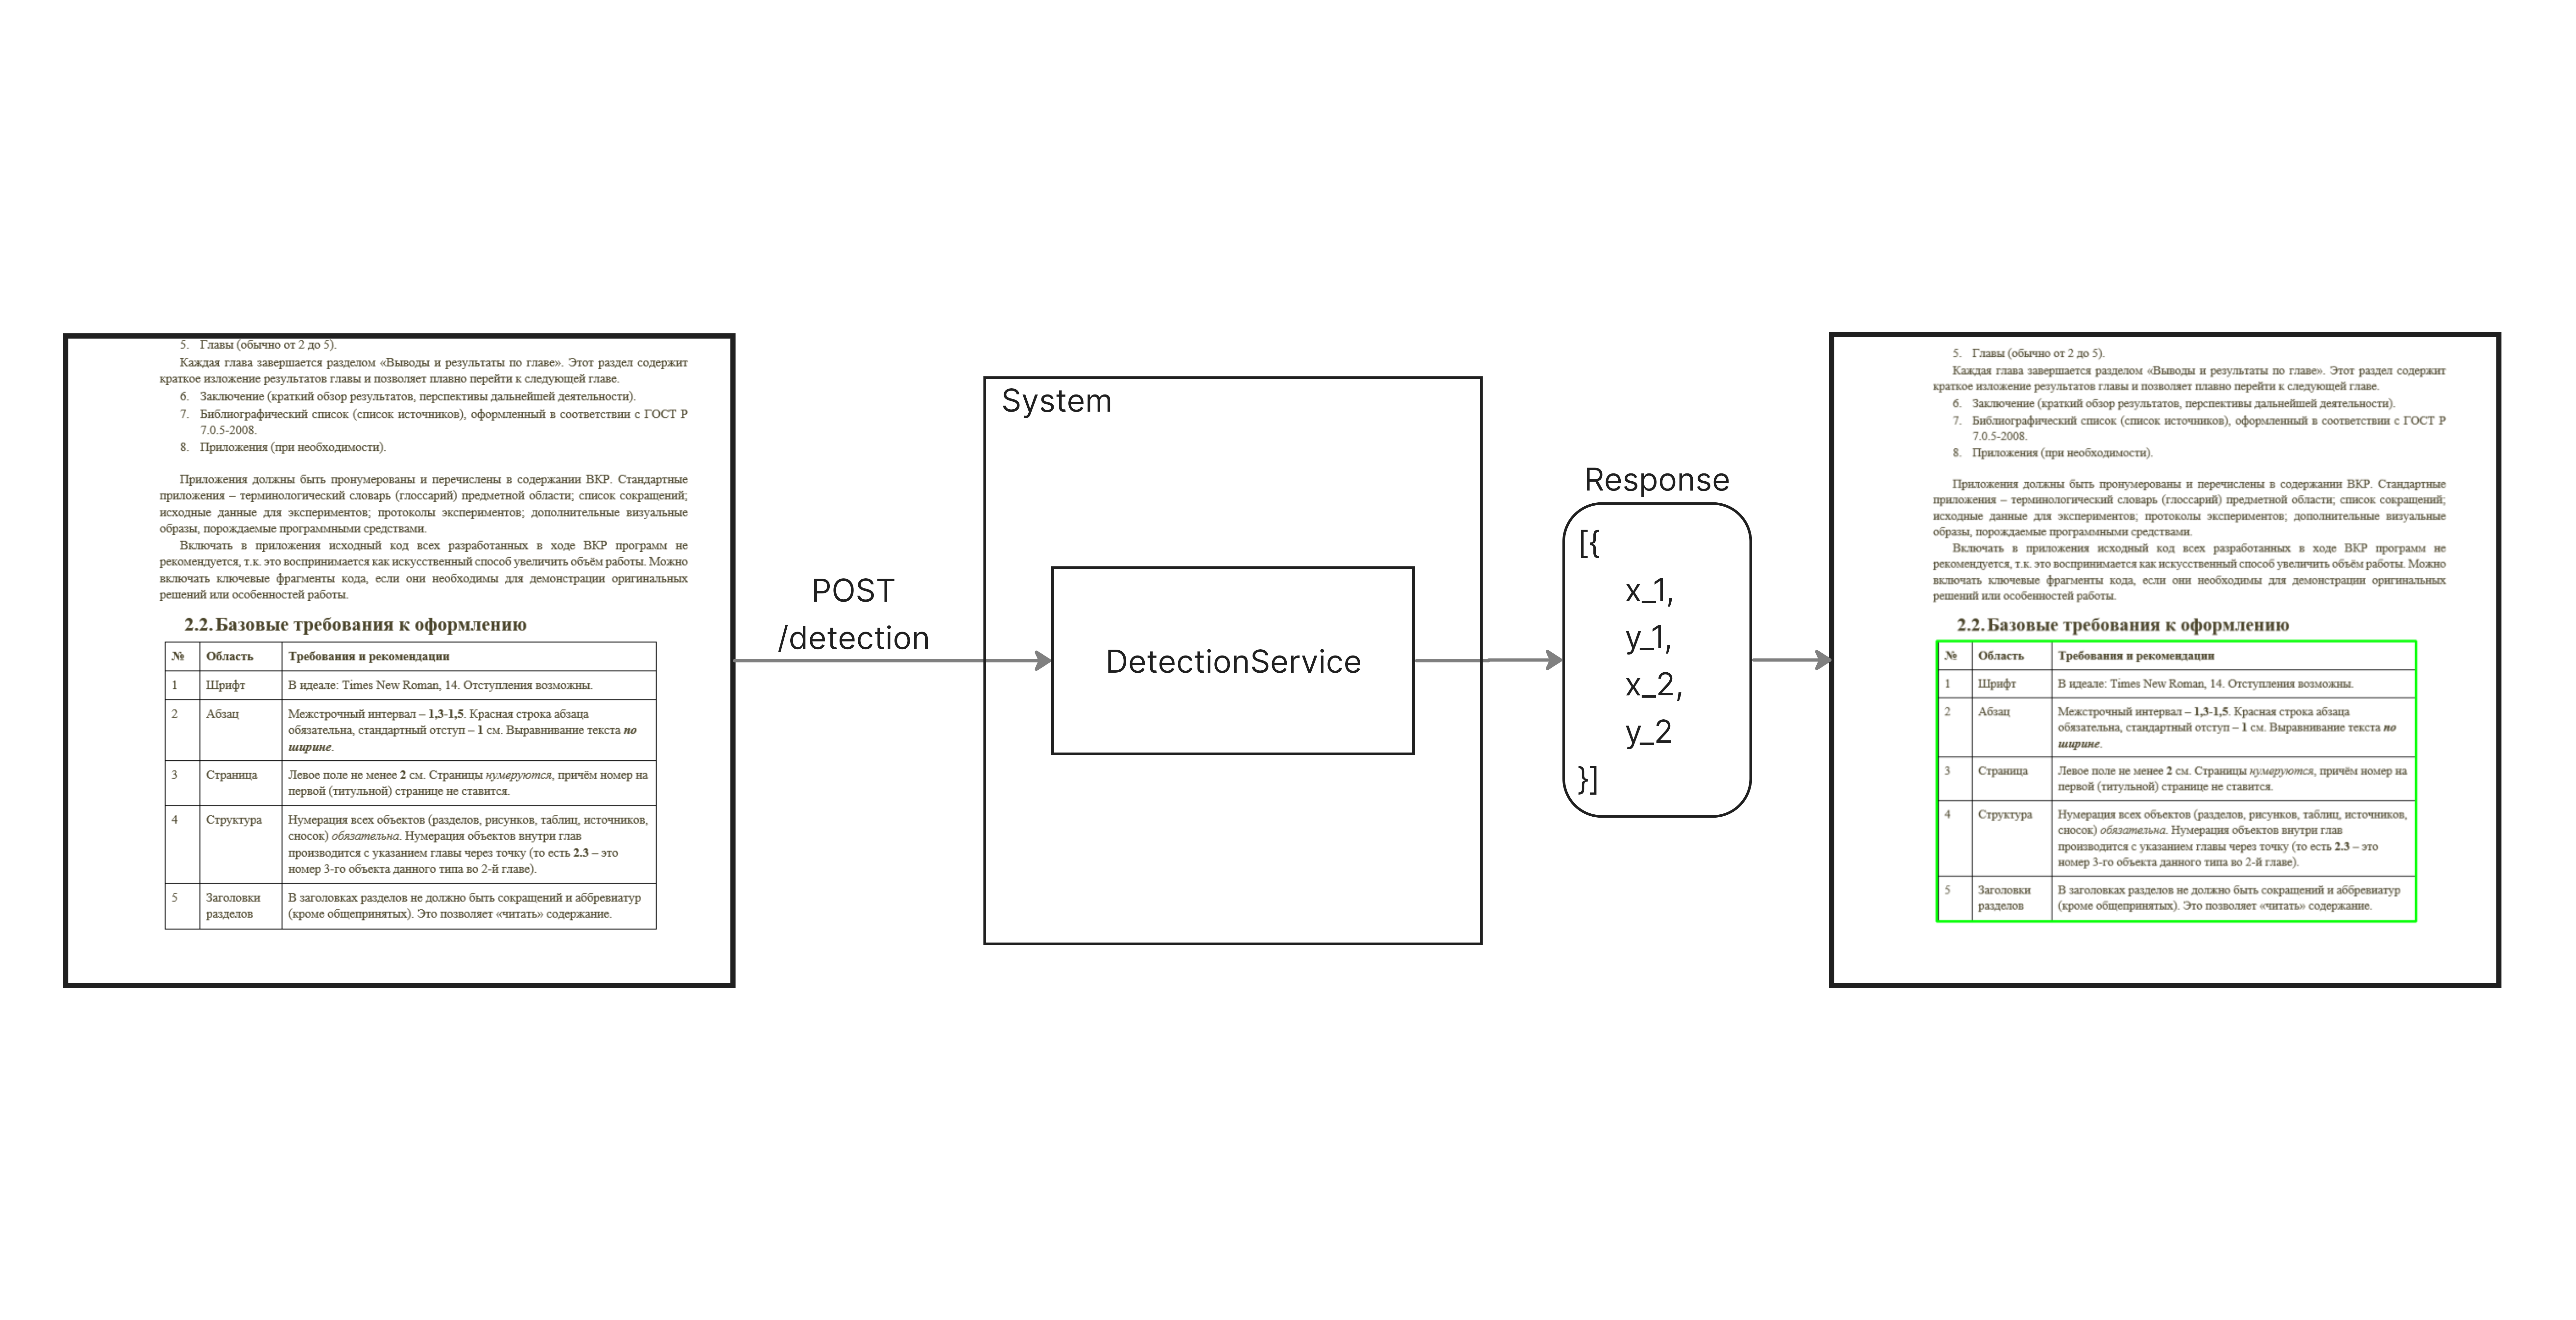 5. Главы (обычно от 2 до 5).
Каждая глава завершается разделом «Выводы и результаты по главе». Этот раздел содержит
краткое изложение результатов главы и позволяет плавно перейти к следующей главе.
6. Заключение (краткий обзор результатов, перспективы дальнейшей деятельности).
7. Библиографический список (список источников), оформленный в соответствии с ГОСТ Р
7.0.5-2008.
8. Приложения (при необходимости).
Приложения должны быть пронумерованы и перечислены в содержании ВКР. Стандартные
приложения – терминологический словарь (глоссарий) предметной области; список сокращений;
исходные данные для экспериментов; протоколы экспериментов; дополнительные визуальные
образы, порождаемые программными средствами.
Включать в приложения исходный код всех разработанных в ходе ВКР программ не
рекомендуется, т.к. это воспринимается как искусственный способ увеличить объём работы. Можно
включать ключевые фрагменты кода, если они необходимы для демонстрации оригинальных
решений или особенностей работы.
2.2. Базовые требования к оформлению
№ Область Требования и рекомендации
1 Шрифт В идеале: Times New Roman, 14. Отступления возможны.
2 Абзац Межстрочный интервал – 1,3-1,5. Красная строка абзаца
обязательна, стандартный отступ – 1 см. Выравнивание текста по
ширине.
3 Страница Левое поле не менее 2 см. Страницы нумеруются, причём номер на
первой (титульной) странице не ставится.
4 Структура Нумерация всех объектов (разделов, рисунков, таблиц, источников,
сносок) обязательна. Нумерация объектов внутри глав
производится с указанием главы через точку (то есть 2.3 – это
номер 3-го объекта данного типа во 2-й главе).
5 Заголовки В заголовках разделов не должно быть сокращений и аббревиатур
разделов (кроме общепринятых). Это позволяет «читать» содержание.
POST
/detection
System
DetectionService
Response
[{
x_1,
y_1,
x_2,
y_2
}]
5. Главы (обычно от 2 до 5).
Каждая глава завершается разделом «Выводы и результаты по главе». Этот раздел содержит
краткое изложение результатов главы и позволяет плавно перейти к следующей главе.
6. Заключение (краткий обзор результатов, перспективы дальнейшей деятельности).
7. Библиографический список (список источников), оформленный в соответствии с ГОСТ Р
7.0.5-2008.
8. Приложения (при необходимости).
Приложения должны быть пронумерованы и перечислены в содержании ВКР. Стандартные
приложения – терминологический словарь (глоссарий) предметной области; список сокращений;
исходные данные для экспериментов; протоколы экспериментов; дополнительные визуальные
образы, порождаемые программными средствами.
Включать в приложения исходный код всех разработанных в ходе ВКР программ не
рекомендуется, т.к. это воспринимается как искусственный способ увеличить объём работы. Можно
включать ключевые фрагменты кода, если они необходимы для демонстрации оригинальных
решений или особенностей работы.
2.2. Базовые требования к оформлению
№ Область Требования и рекомендации
1 Шрифт В идеале: Times New Roman, 14. Отступления возможны.
2 Абзац Межстрочный интервал – 1,3-1,5. Красная строка абзаца
обязательна, стандартный отступ – 1 см. Выравнивание текста по
ширине.
3 Страница Левое поле не менее 2 см. Страницы нумеруются, причём номер на
первой (титульной) странице не ставится.
4 Структура Нумерация всех объектов (разделов, рисунков, таблиц, источников,
сносок) обязательна. Нумерация объектов внутри глав
производится с указанием главы через точку (то есть 2.3 – это
номер 3-го объекта данного типа во 2-й главе).
5 Заголовки В заголовках разделов не должно быть сокращений и аббревиатур
разделов (кроме общепринятых). Это позволяет «читать» содержание.